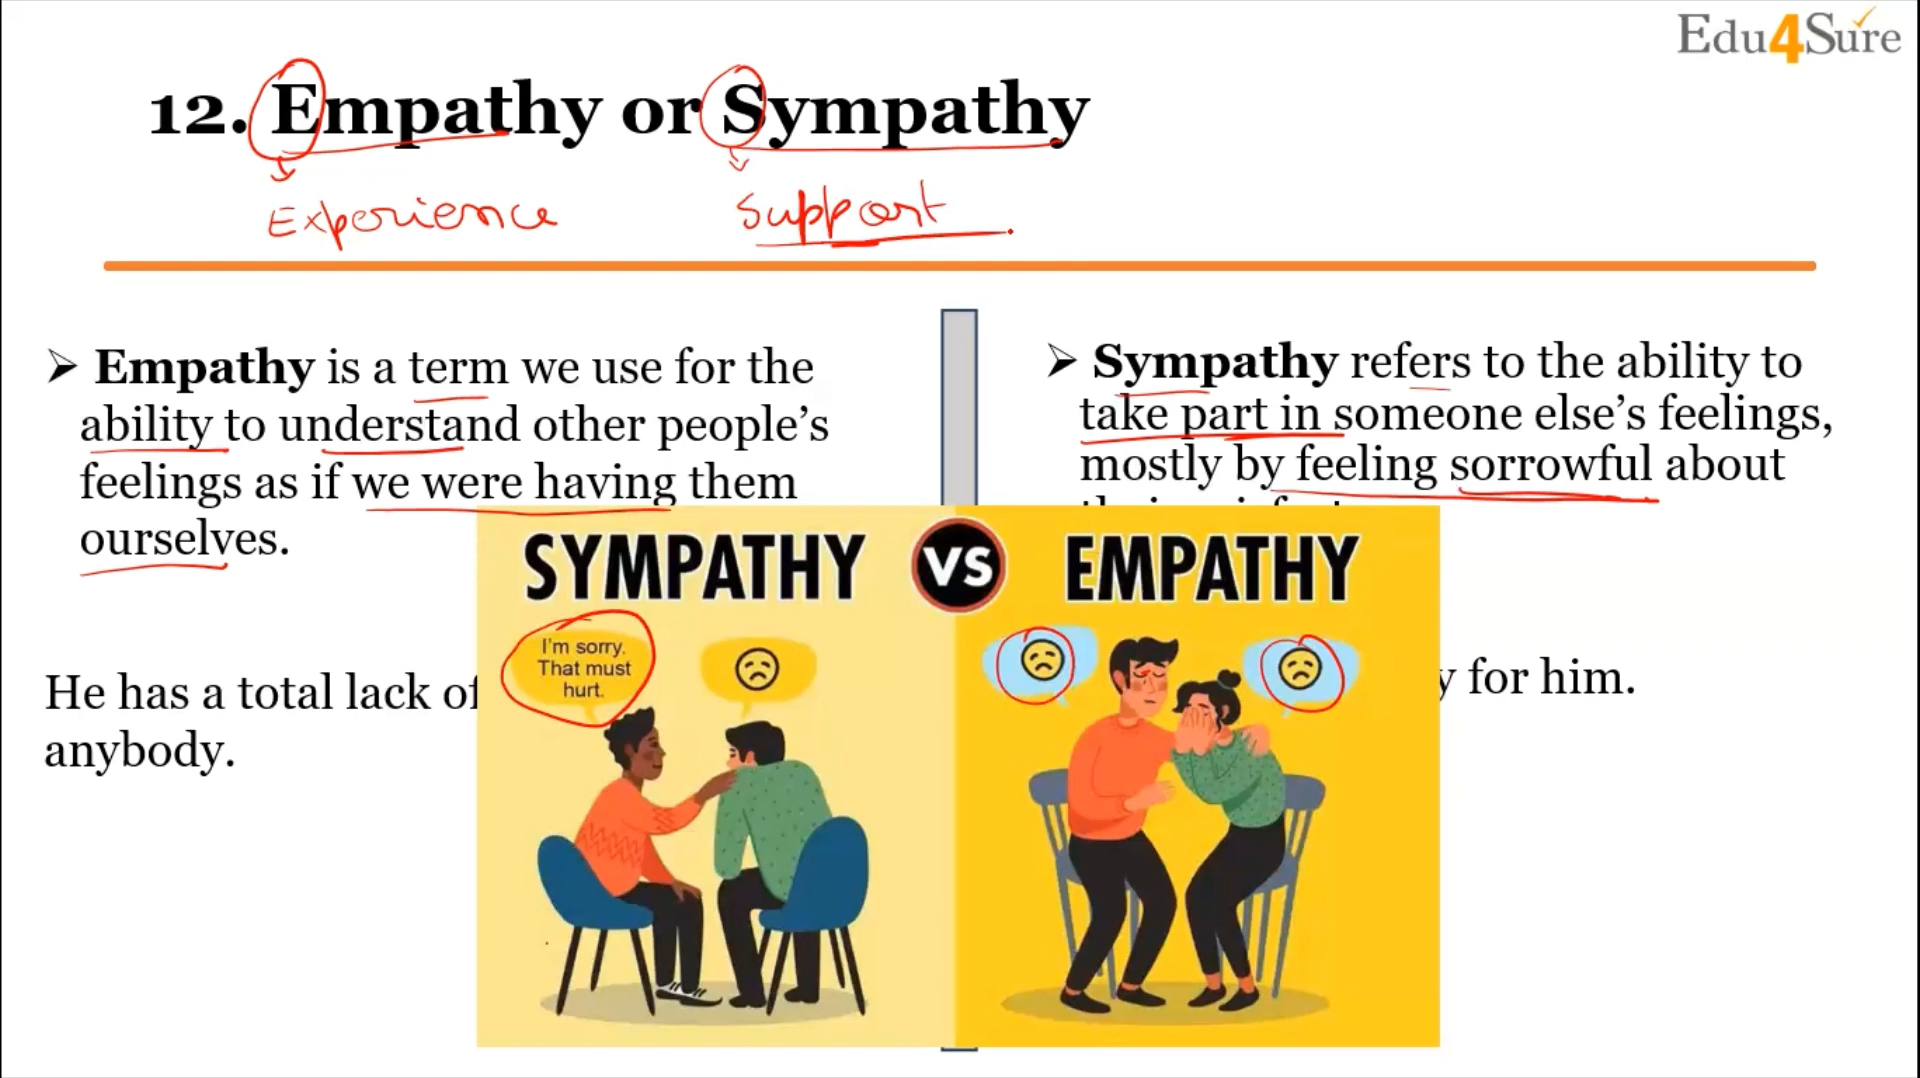 Edu4Sure
12. Empathy or Sympathy
Experience
Support
➤ Empathy is a term we use for the
ability to understand other people’s
feelings as if we were having them
ourselves.
He has a total lack of
anybody.
➤ Sympathy refers to the ability to
take part in someone else’s feelings,
mostly by feeling sorrowful about
y for him.
SYMPATHY VS EMPATHY
I'm sorry.
That must
hurt.